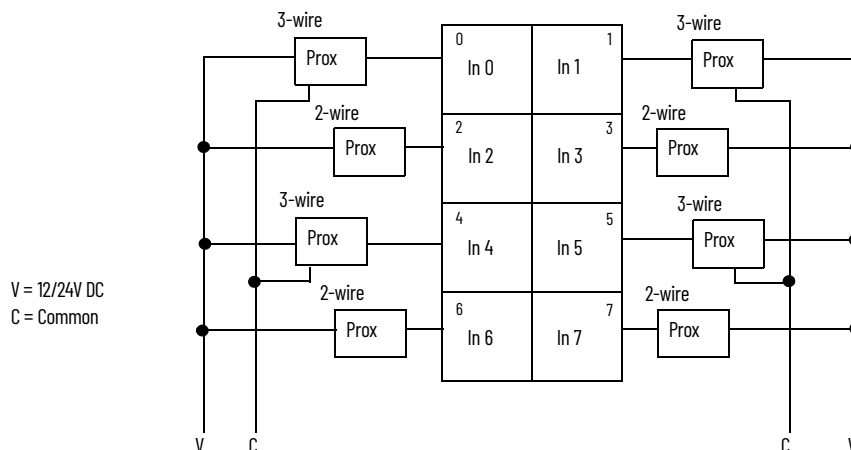 3-wire
3-wire
Prox
0
1
Prox
In 0
In 1
2-wire
2-wire
Prox
2
3
Prox
In 2
In 3
3-wire
3-wire
Prox
4
5
Prox
In 4
In 5
V = 12/24V DC
C = Common
2-wire
2-wire
Prox
6
7
Prox
In 6
In 7
V
C
C
V